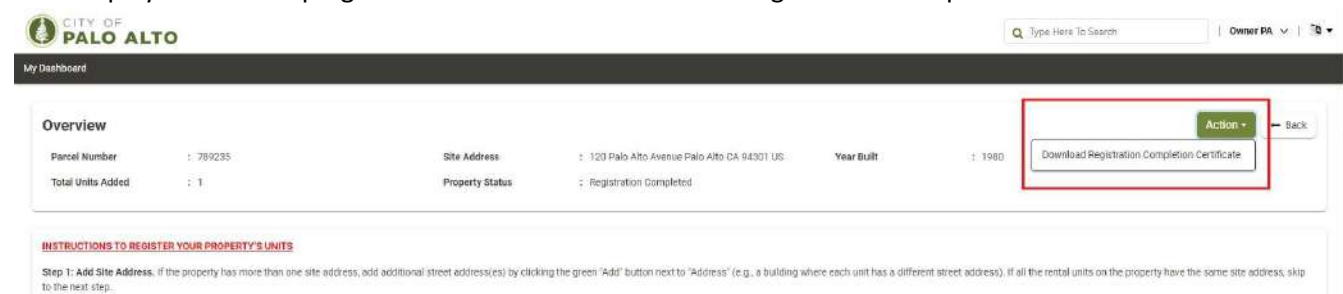 CITY OF
PALO ALTO
Type Here To Search
Owner PA
My Dashboard
Overview
Action
Back
Parcel Number : 789235
Site Address : 120 Palo Alto Avenue Palo Alto CA 94301 US
Year Built : 1980
Download Registration Completion Certificate
Total Units Added : 1
Property Status : Registration Completed
INSTRUCTIONS TO REGISTER YOUR PROPERTY'S UNITS
Step 1: Add Site Address. If the property has more than one site address, add additional street address(es) by clicking the green "Add" button next to "Address" (e.g., a building where each unit has a different street address). If all the rental units on the property have the same site address, skip
to the next step.